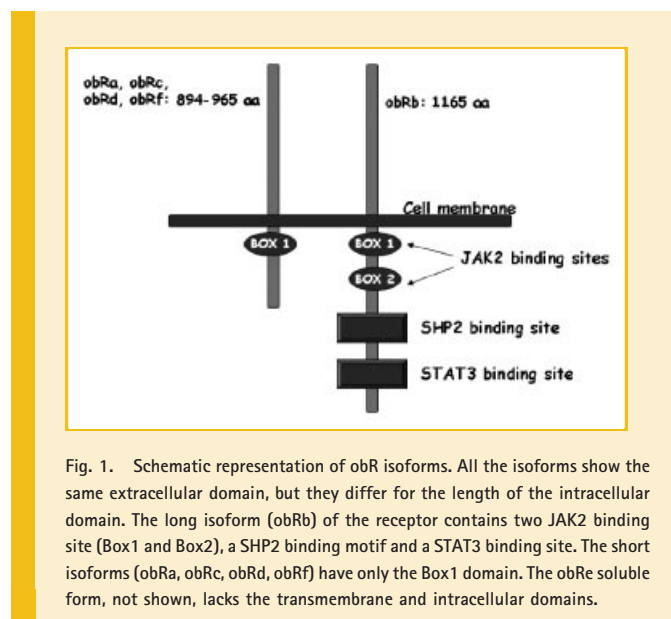 obRa, obRc,
obRd, obRf: 894-965 aa
obRb: 1165 aa
Cell membrane
BOX 1
BOX 1
JAK2 binding sites
BOX 2
SHP2 binding site
STAT3 binding site
Fig. 1. Schematic representation of obR isoforms. All the isoforms show the
same extracellular domain, but they differ for the length of the intracellular
domain. The long isoform (obRb) of the receptor contains two JAK2 binding
site (Box1 and Box2), a SHP2 binding motif and a STAT3 binding site. The short
isoforms (obRa, obRc, obRd, obRf) have only the Box1 domain. The obRe soluble
form, not shown, lacks the transmembrane and intracellular domains.